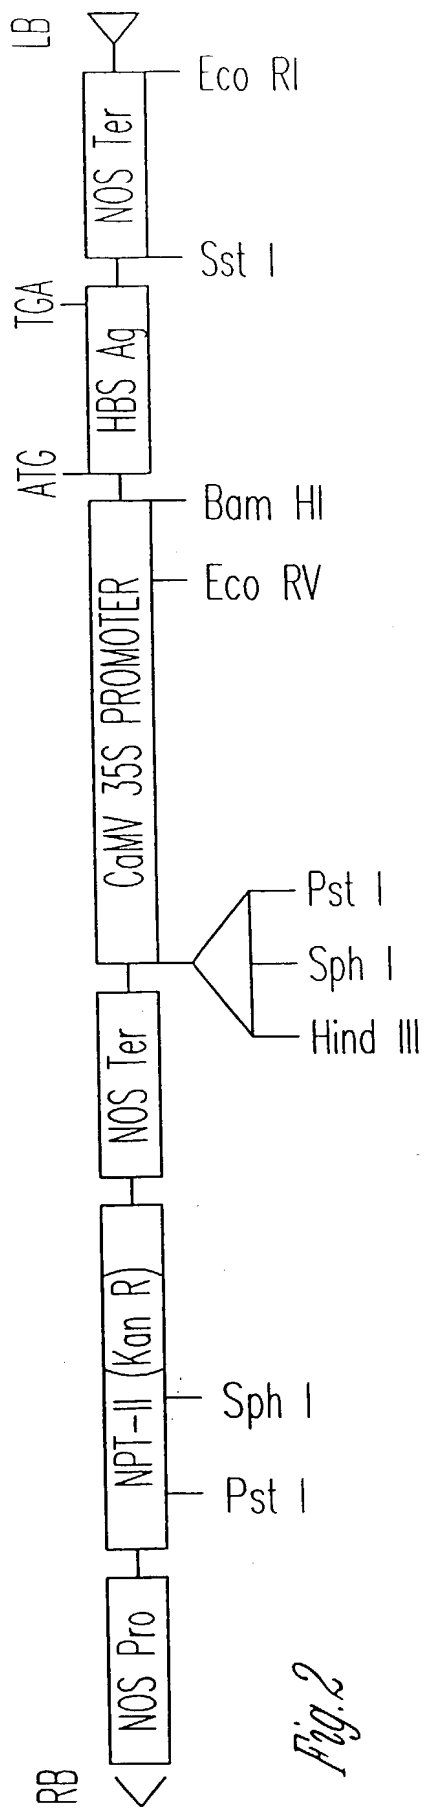 LB
NOS Ter
Eco RI
Sst I
TGA
HBS Ag
ATG
Bam HI
Eco RV
CaMV 35S PROMOTER
Pst I
Sph I
Hind III
NOS Ter
NPT-II (Kan R)
Sph I
Pst I
NOS Pro
RB
Fig.2